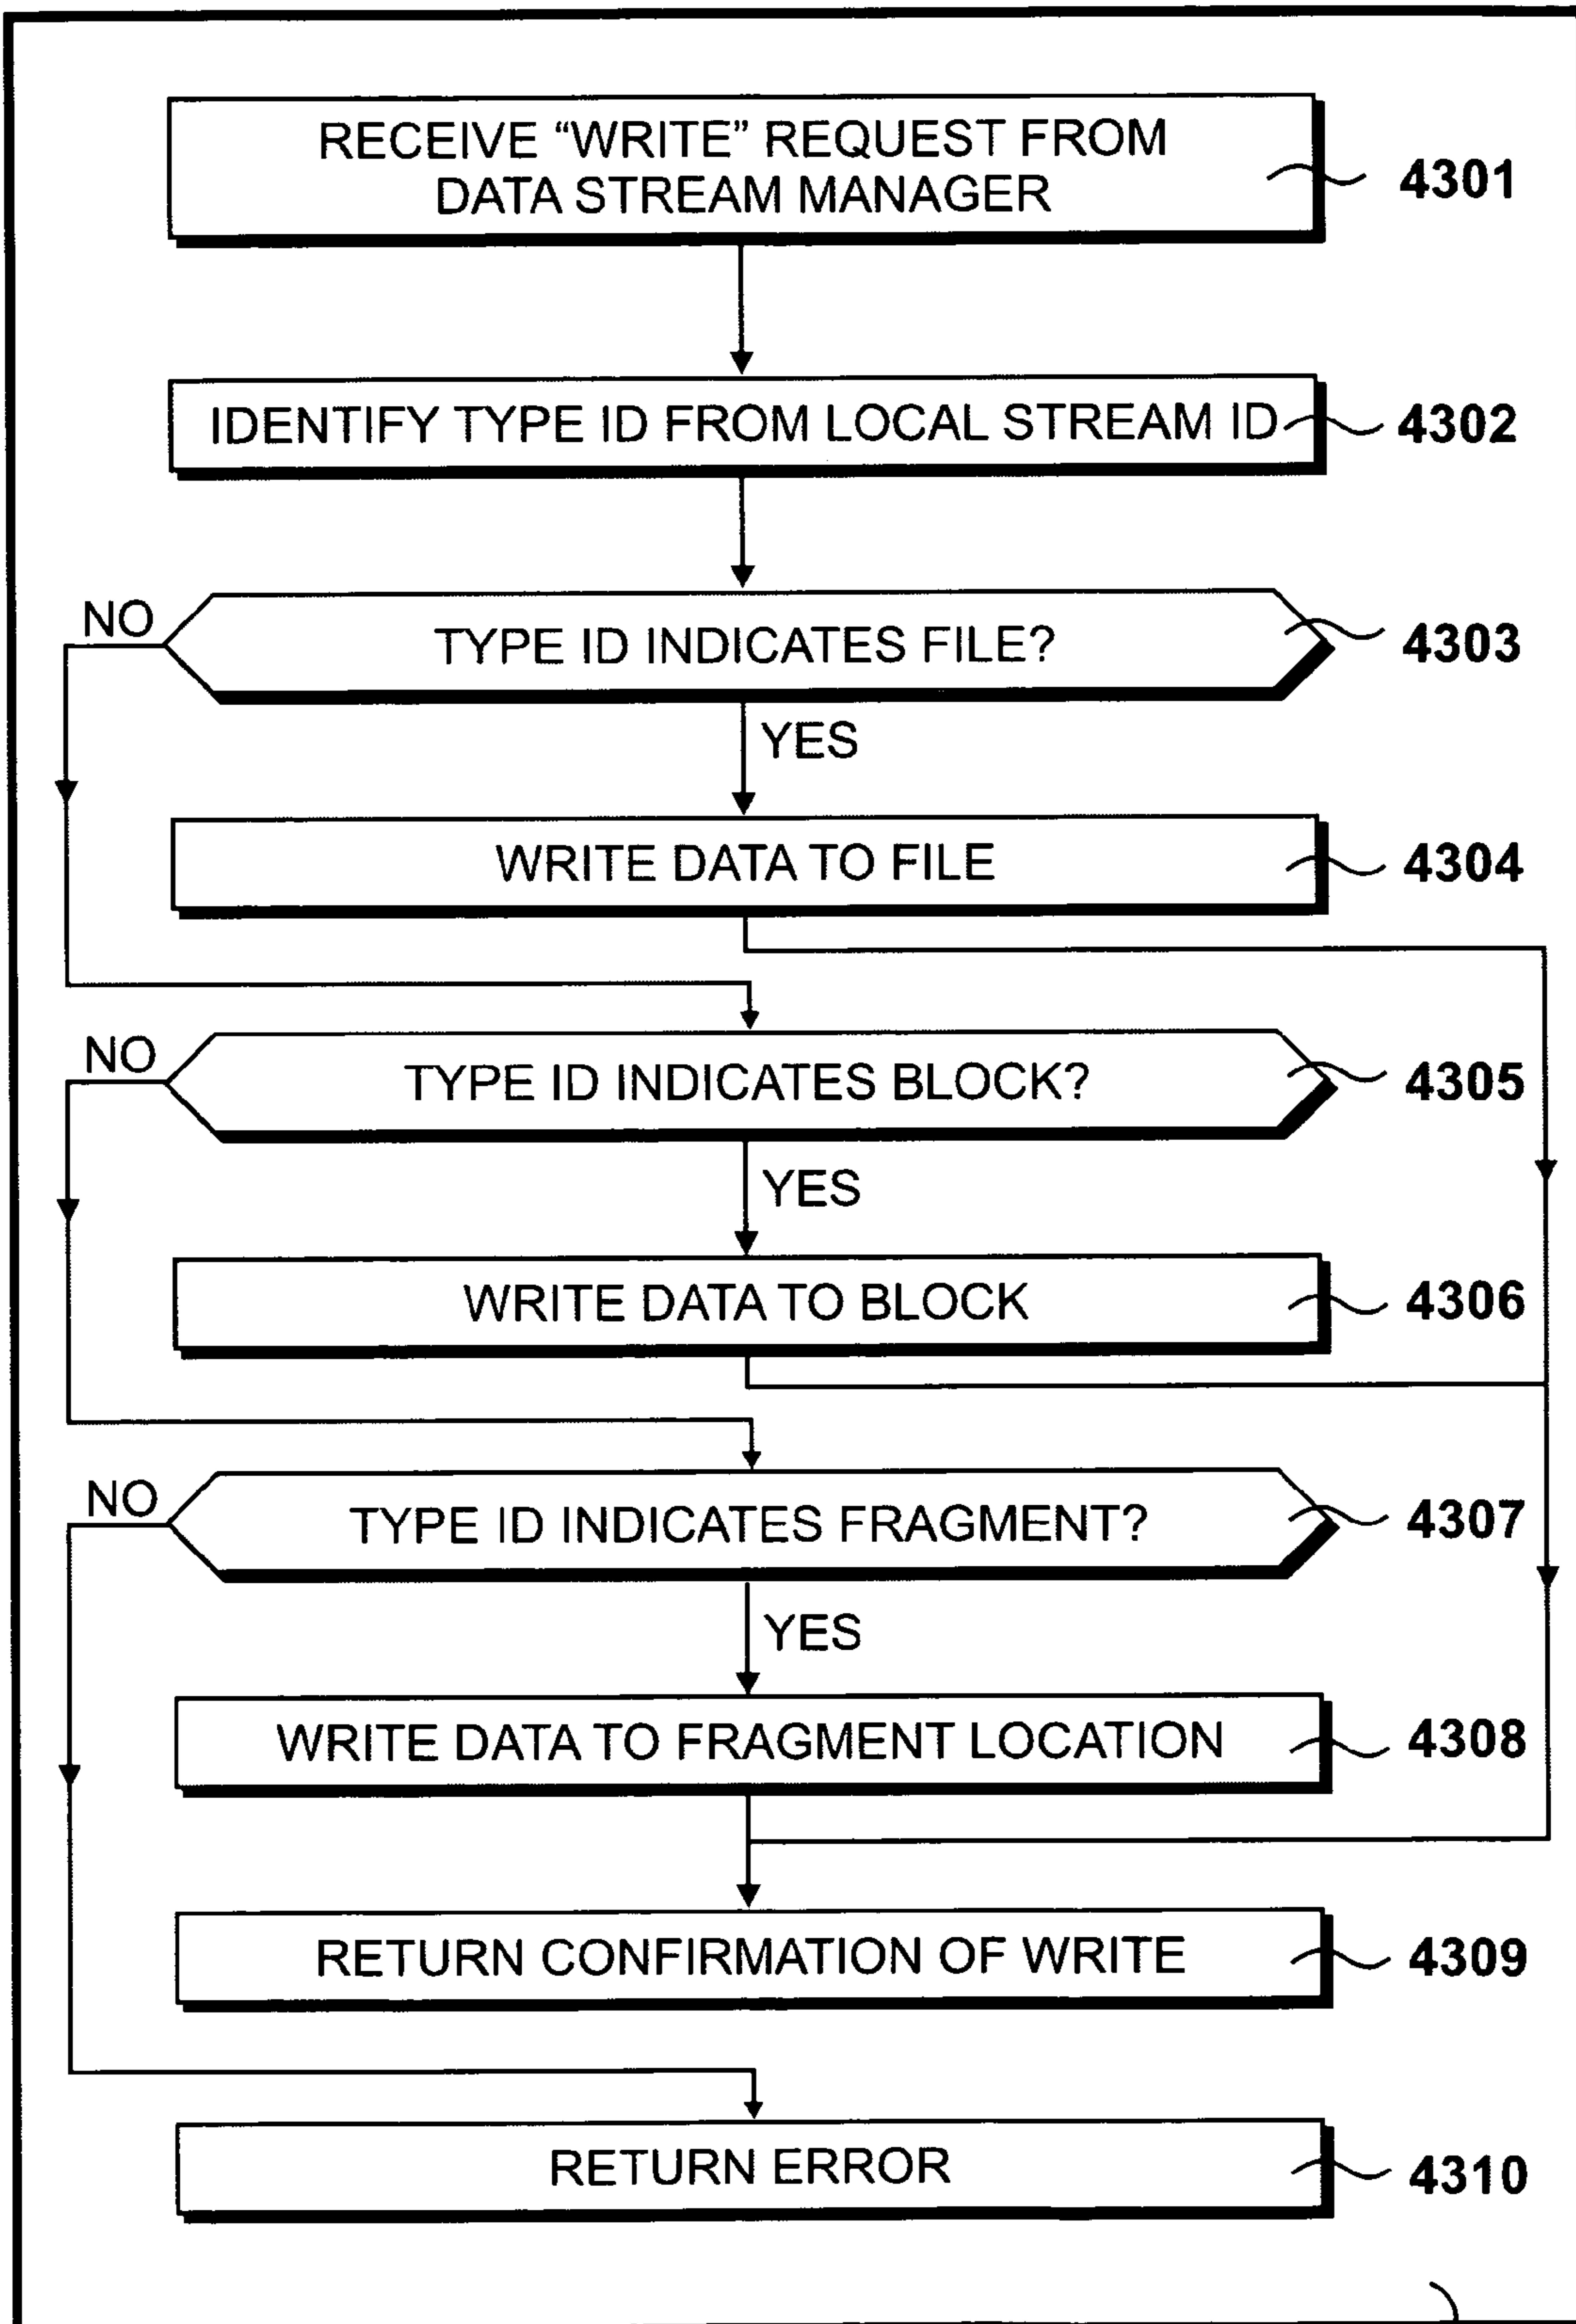 RECEIVE “WRITE” REQUEST FROM
DATA STREAM MANAGER
4301
IDENTIFY TYPE ID FROM LOCAL STREAM ID
4302
NO
TYPE ID INDICATES FILE?
4303
YES
WRITE DATA TO FILE
4304
NO
TYPE ID INDICATES BLOCK?
4305
YES
WRITE DATA TO BLOCK
4306
NO
TYPE ID INDICATES FRAGMENT?
4307
YES
WRITE DATA TO FRAGMENT LOCATION
4308
RETURN CONFIRMATION OF WRITE
4309
RETURN ERROR
4310